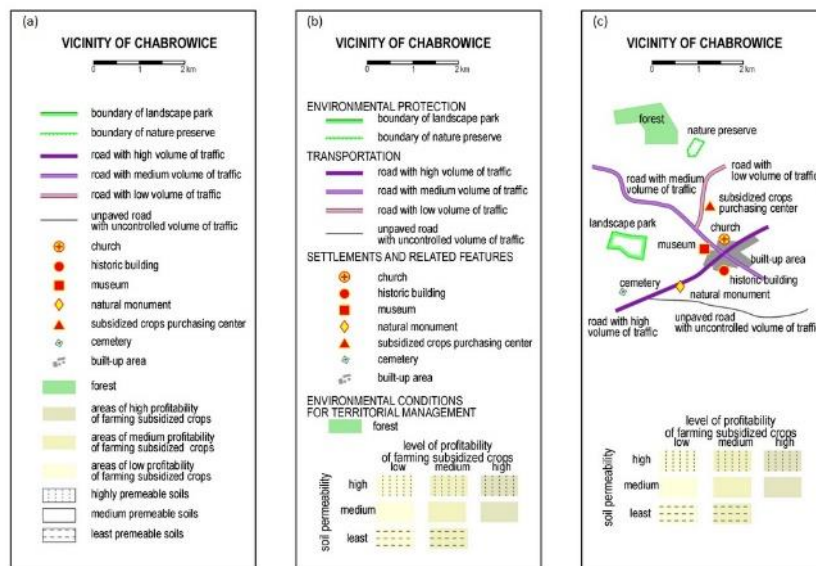 (a)
VICINITY OF CHABROWICE
0 1 2 km
boundary of landscape park
boundary of nature preserve
road with high volume of traffic
road with medium volume of traffic
road with low volume of traffic
unpaved road
with uncontrolled volume of traffic
church
historic building
museum
natural monument
subsidized crops purchasing center
cemetery
built-up area
forest
areas of high profitability
of farming subsidized crops
areas of medium profitability
of farming subsidized crops
areas of low profitability
of farming subsidized crops
highly premeable soils
medium premeable soils
least premeable soils
(b)
VICINITY OF CHABROWICE
0 1 2 km
ENVIRONMENTAL PROTECTION
boundary of landscape park
boundary of nature preserve
TRANSPORTATION
road with high volume of traffic
road with medium volume of traffic
road with low volume of traffic
unpaved road
with uncontrolled volume of traffic
SETTLEMENTS AND RELATED FEATURES
church
historic building
museum
natural monument
subsidized crops purchasing center
cemetery
built-up area
ENVIRONMENTAL CONDITIONS
FOR TERRITORIAL MANAGEMENT
forest
level of profitability
of farming subsidized crops
low medium high
soil permeability
high
medium
least
(c)
VICINITY OF CHABROWICE
0 1 2 km
forest
nature preserve
road with
low volume of traffic
road with medium
volume of traffic
subsidized crops
purchasing center
landscape park
church
museum
built-up area
historic building
cemetery
natural monument
road with high
volume of traffic
unpaved road
with uncontrolled volume of traffic
level of profitability
of farming subsidized crops
low medium high
soil permeability
high
medium
least